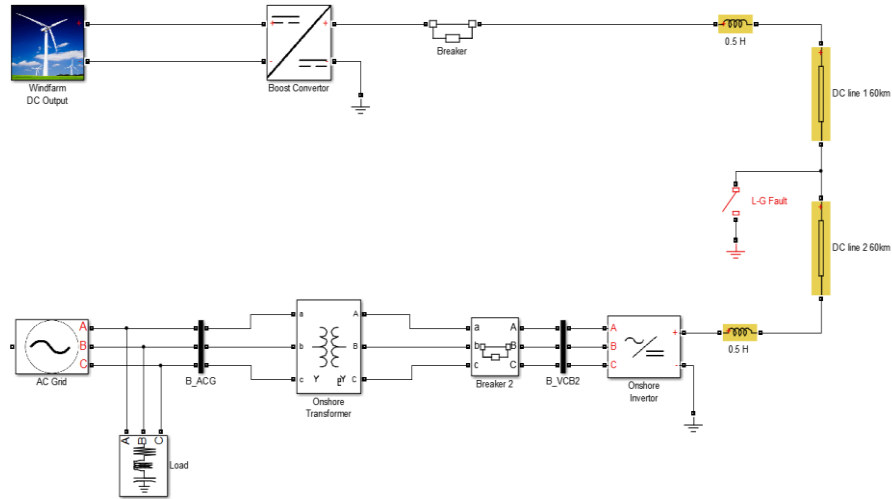 +
+
-
-
Windfarm
DC Output
Boost Convertor
Breaker
0.5 H
+
DC line 1 60km
L-G Fault
+
DC line 2 60km
A
B
C
AC Grid
B_ACG
a
b
c
A
B
C
Y
Onshore
Transformer
a
b
c
A
B
C
Breaker 2
B_VCB2
A
B
C
+
-
Onshore
Invertor
+
0.5 H
A
B
C
Load